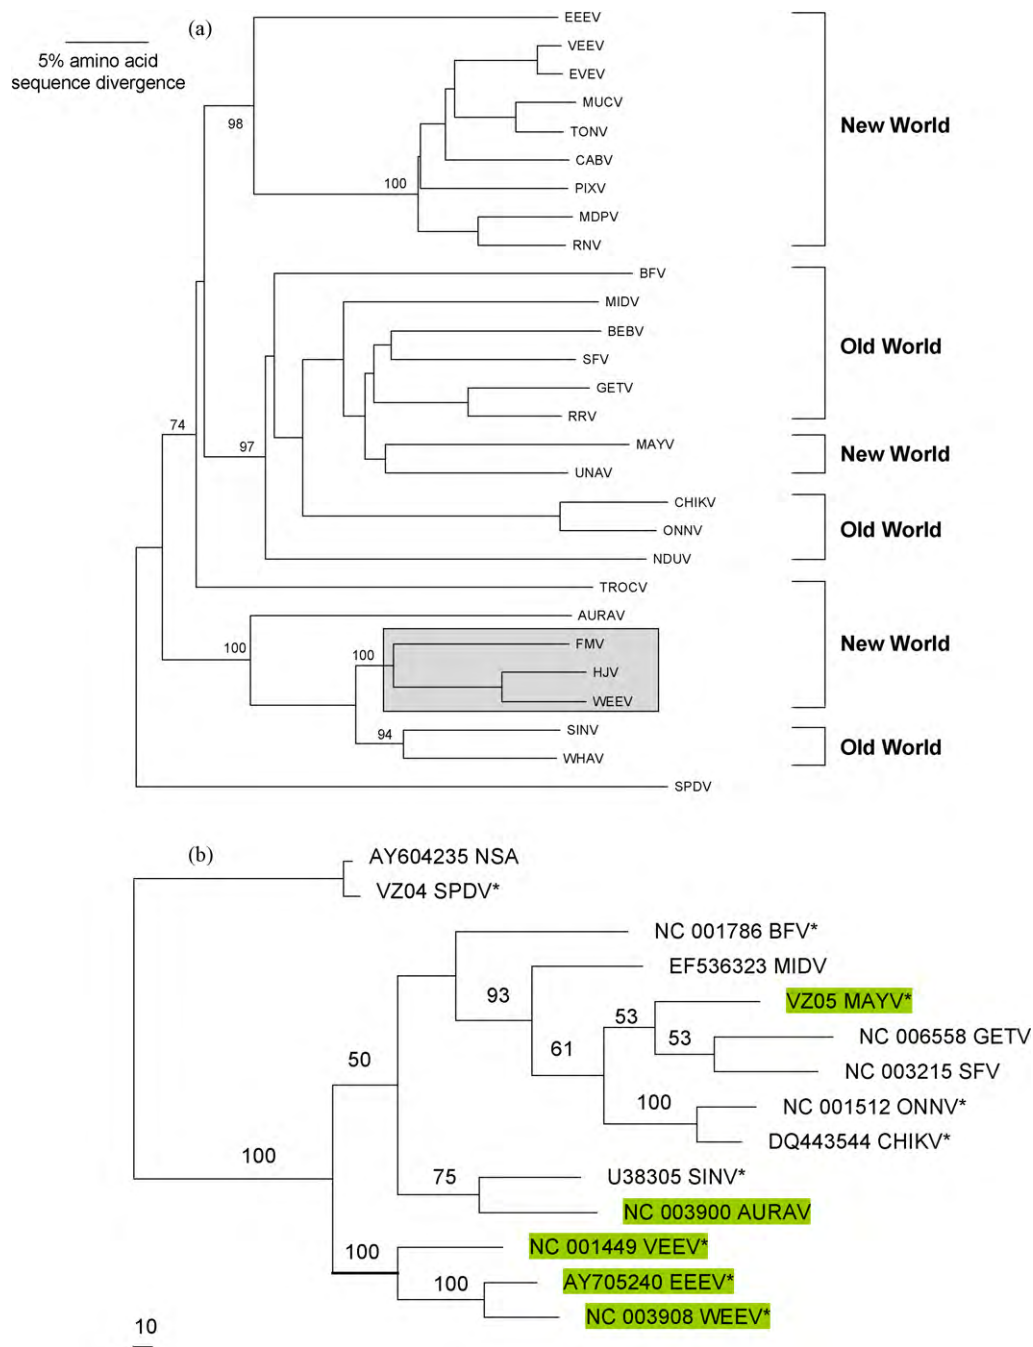 (a)
5% amino acid
sequence divergence
EEEV
VEEV
EVEV
MUCV
TONV
CABV
PIXV
MDPV
RNV
98
100
New World
BFV
MIDV
BEBV
SFV
GETV
RRV
Old World
74
97
MAYV
UNAV
New World
CHIKV
ONNV
NDUV
Old World
TROCV
AURAV
100
100
FMV
HJV
WEEV
New World
94
SINV
WHAV
Old World
SPDV
(b)
AY604235 NSA
VZ04 SPDV*
NC 001786 BFV*
EF536323 MIDV
93
VZ05 MAYV*
53
NC 006558 GETV
53
61
NC 003215 SFV
50
100
NC 001512 ONNV*
DQ443544 CHIKV*
100
75
U38305 SINV*
NC 003900 AURAV
100
NC 001449 VEEV*
100
AY705240 EEEV*
NC 003908 WEEV*
10